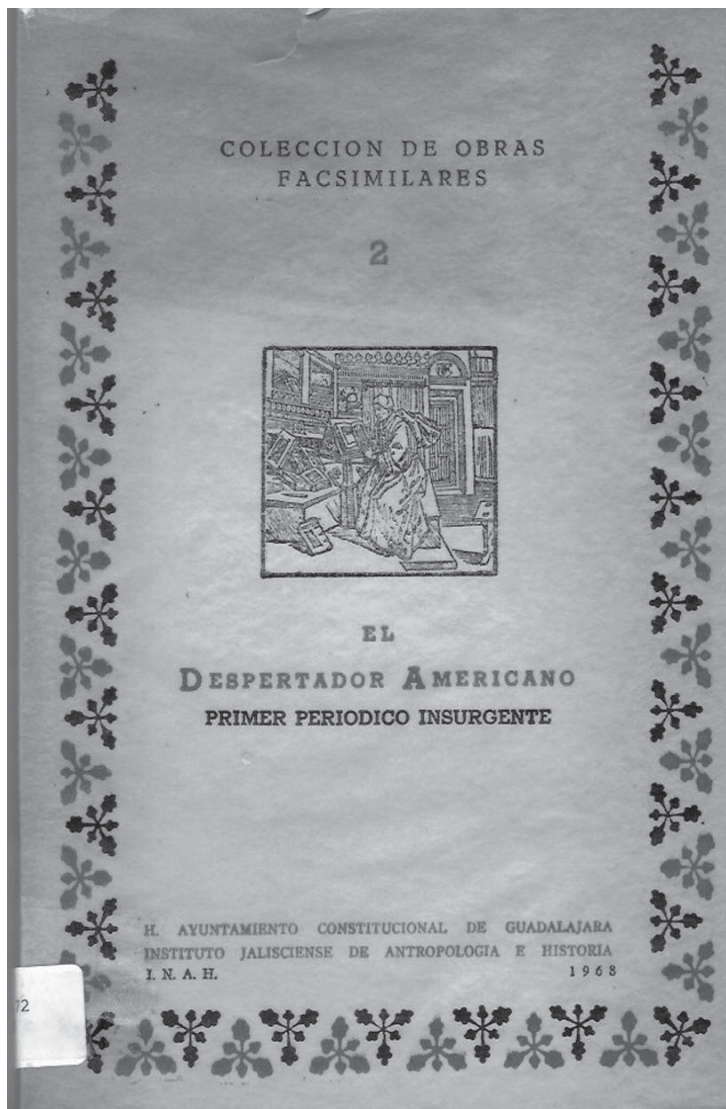 COLECCION DE OBRAS
FACSIMILARES
2
EL
DESPERTADOR AMERICANO
PRIMER PERIODICO INSURGENTE
H. AYUNTAMIENTO CONSTITUCIONAL DE GUADALAJARA
INSTITUTO JALISCIENSE DE ANTROPOLOGIA E HISTORIA
I. N. A. H. 1968
72